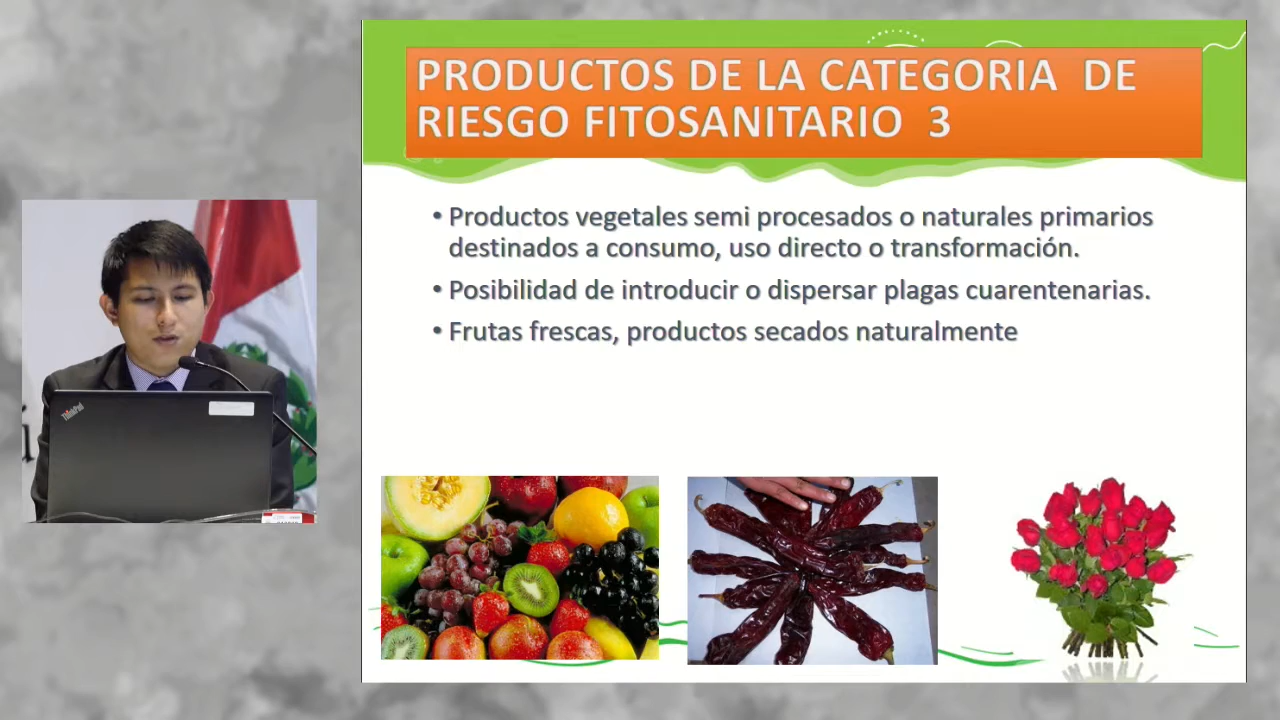 PRODUCTOS DE LA CATEGORIA DE
RIESGO FITOSANITARIO 3
• Productos vegetales semi procesados o naturales primarios
destinados a consumo, uso directo o transformación.
• Posibilidad de introducir o dispersar plagas cuarentenarias.
• Frutas frescas, productos secados naturalmente
ThinkPad